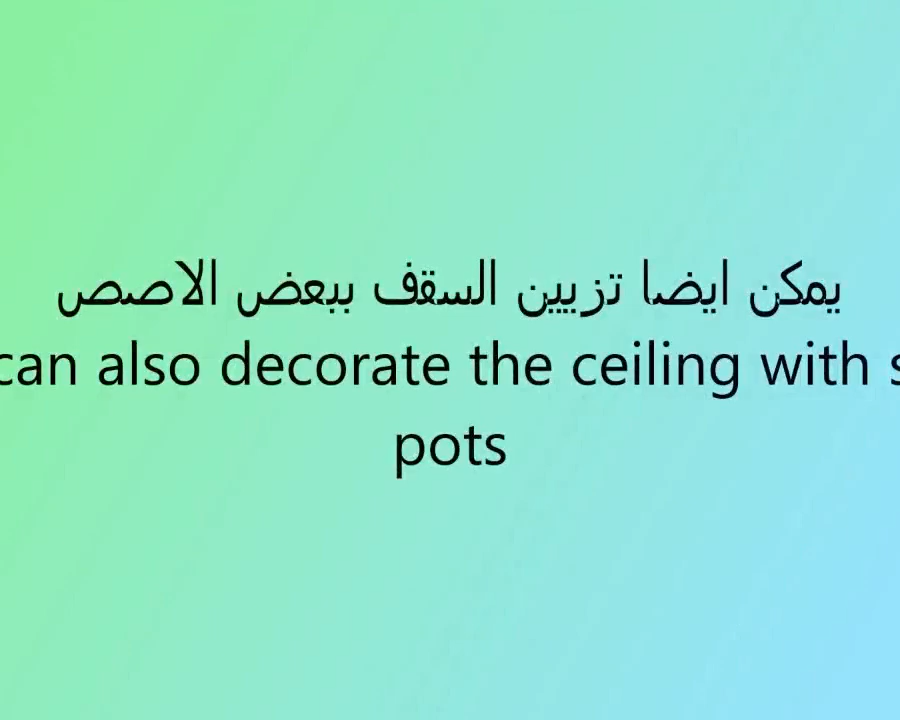 يمكن ايضا تزيين السقف ببعض الاصص
can also decorate the ceiling with
pots